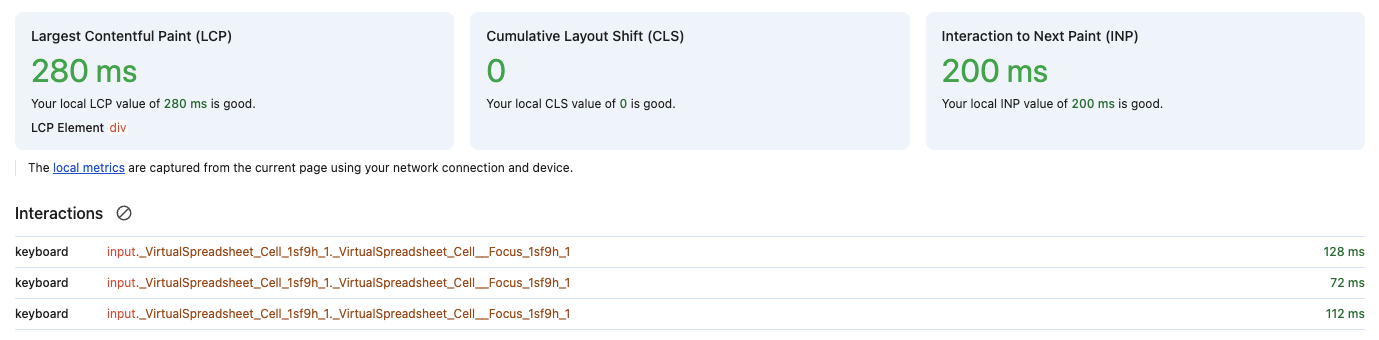 Largest Contentful Paint (LCP)
280 ms
Your local LCP value of 280 ms is good.
LCP Element div
Cumulative Layout Shift (CLS)
0
Your local CLS value of 0 is good.
Interaction to Next Paint (INP)
200 ms
Your local INP value of 200 ms is good.
The local metrics are captured from the current page using your network connection and device.
Interactions
keyboard input._VirtualSpreadsheet_Cell_1sf9h_1._VirtualSpreadsheet_Cell__Focus_1sf9h_1 128 ms
keyboard input._VirtualSpreadsheet_Cell_1sf9h_1._VirtualSpreadsheet_Cell__Focus_1sf9h_1 72 ms
keyboard input._VirtualSpreadsheet_Cell_1sf9h_1._VirtualSpreadsheet_Cell__Focus_1sf9h_1 112 ms